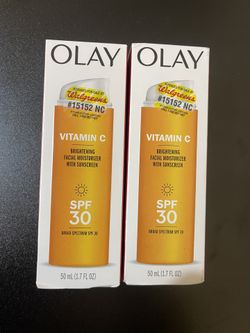 OLAY
Walgreens
#15152 NC
VITAMIN C
BRIGHTENING
FACIAL MOISTURIZER
WITH SUNSCREEN
SPF
30
BROAD SPECTRUM SPF 30
50 mL (1.7 FL OZ)
OLAY
Walgreens
#15152 NC
VITAMIN C
BRIGHTENING
FACIAL MOISTURIZER
WITH SUNSCREEN
SPF
30
BROAD SPECTRUM SPF 30
50 mL (1.7 FL OZ)